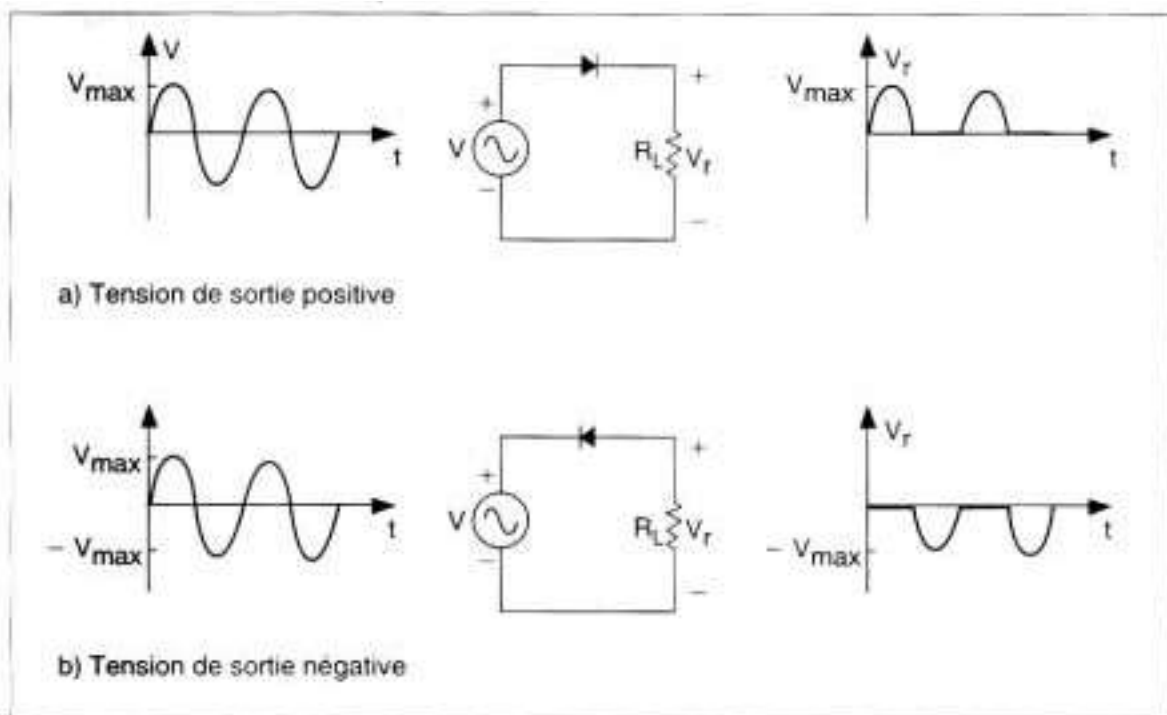 V
Vmax
t
+
V
−
+
RL Vr
−
Vr
Vmax
t
a) Tension de sortie positive
Vmax
− Vmax
t
+
V
−
+
RL Vr
−
Vr
− Vmax
t
b) Tension de sortie négative